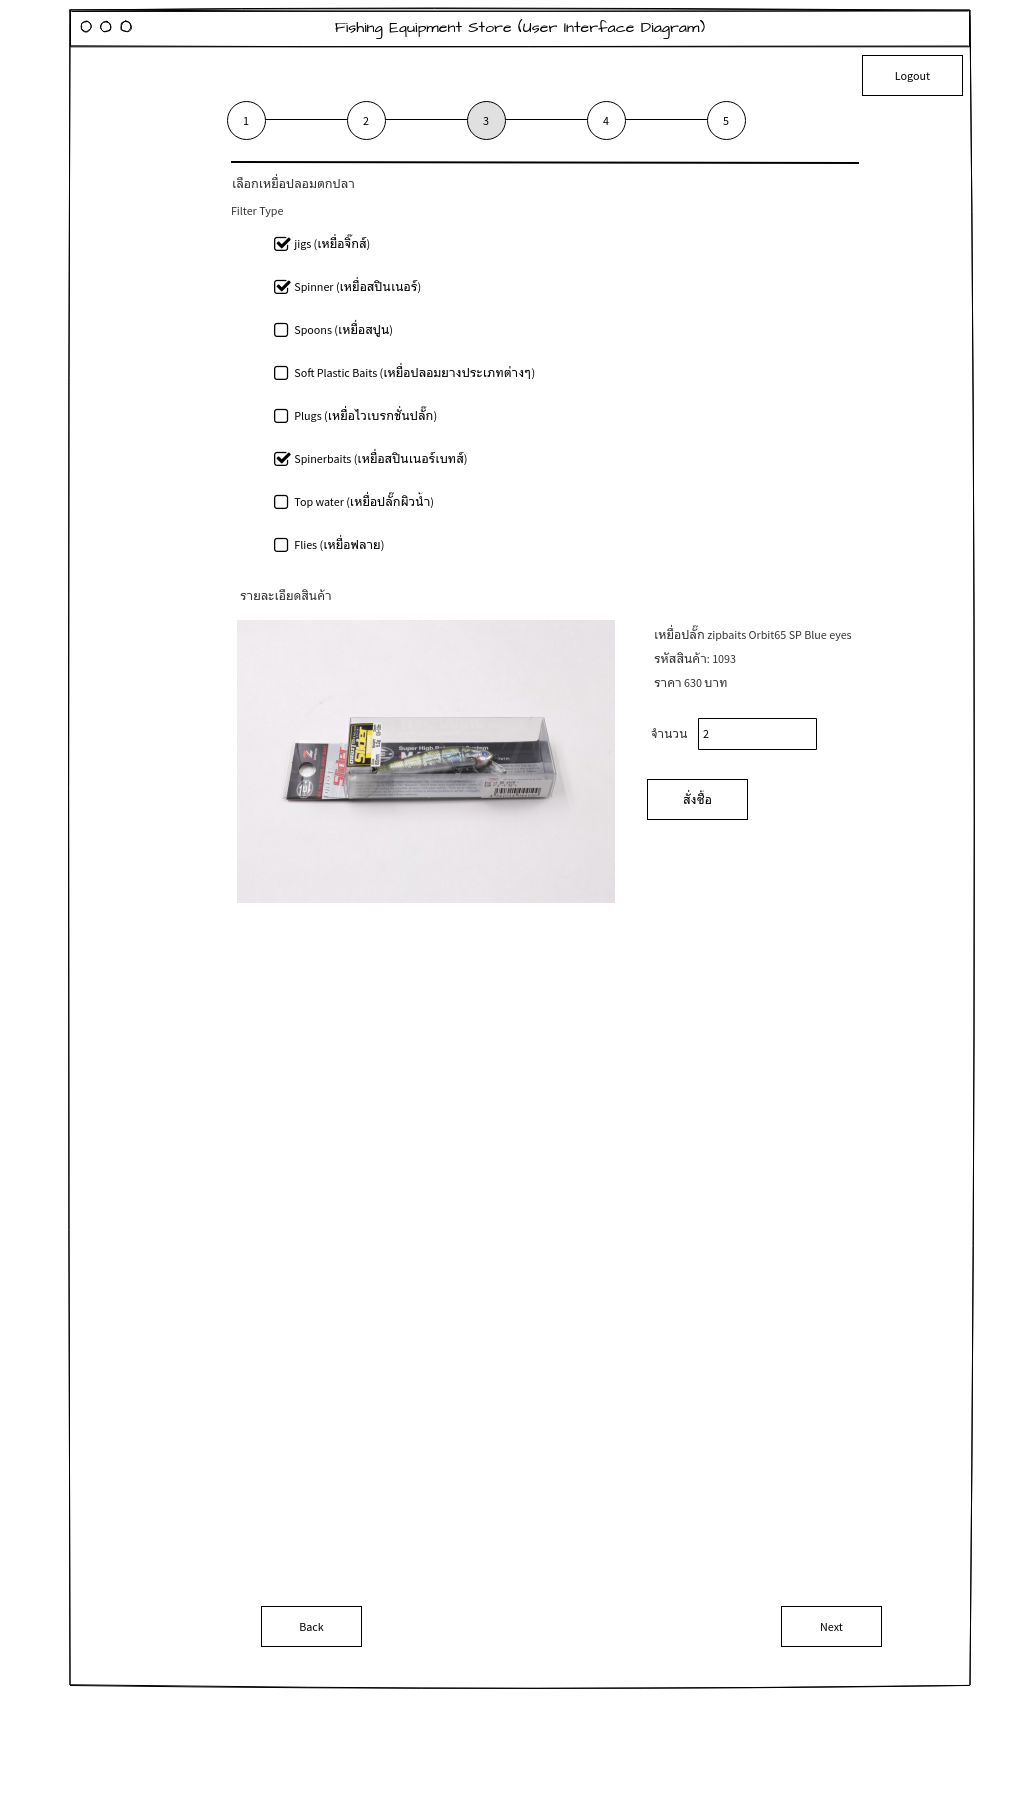 Fishing Equipment Store (User Interface Diagram)
Logout
1 2 3 4 5
เลือกเหยื่อปลอมตกปลา
Filter Type
jigs (เหยื่อจิ๊กส์)
Spinner (เหยื่อสปินเนอร์)
Spoons (เหยื่อสปูน)
Soft Plastic Baits (เหยื่อปลอมยางประเภทต่างๆ)
Plugs (เหยื่อไวเบรกชั่นปลั๊ก)
Spinerbaits (เหยื่อสปินเนอร์เบทส์)
Top water (เหยื่อปลั๊กผิวน้ำ)
Flies (เหยื่อฟลาย)
รายละเอียดสินค้า
Slider
Super High
เหยื่อปลั๊ก zipbaits Orbit65 SP Blue eyes
รหัสสินค้า: 1093
ราคา 630 บาท
จำนวน 2
สั่งซื้อ
Back Next